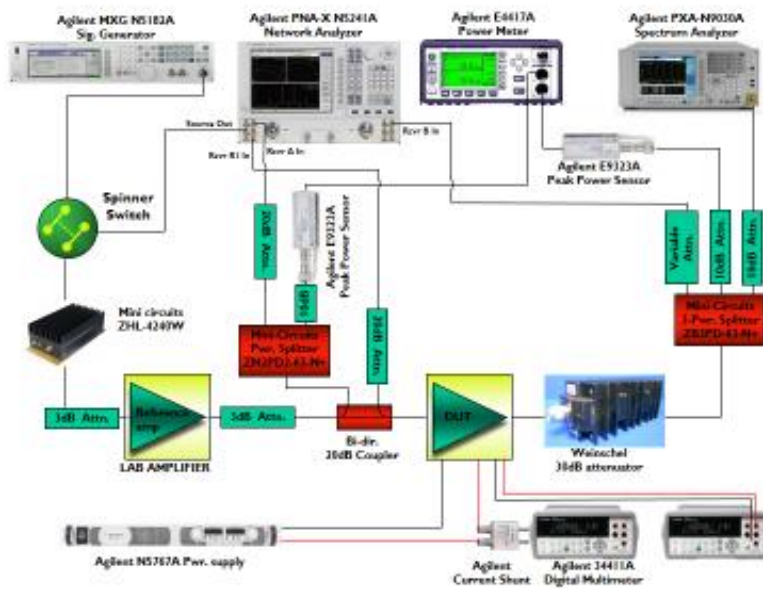 Agilent MXG N5182A
Sig. Generator
Agilent PNA-X N5241A
Network Analyzer
Agilent E4417A
Power Meter
Agilent PXA-N9030A
Spectrum Analyzer
Source Out
Rcvr R1 In
Rcvr A In
Rcvr B In
Agilent E9323A
Peak Power Sensor
Spinner
Switch
20dB Attn.
Agilent E9323A
Peak Power Sensor
10dB
20dB Attn.
Variable
Attn.
10dB Attn.
10dB Attn.
Mini circuits
ZHL-4240W
Mini-Circuits
Pwr. Splitter
Mini-Circuits
Pwr. Splitter
3dB Attn.
Reference
amp
3dB Attn.
LAB AMPLIFIER
Bi-dir.
20dB Coupler
DUT
Weinschel
30dB attenuator
Agilent N5767A Pwr. supply
Agilent
Current Shunt
Agilent 34411A
Digital Multimeter